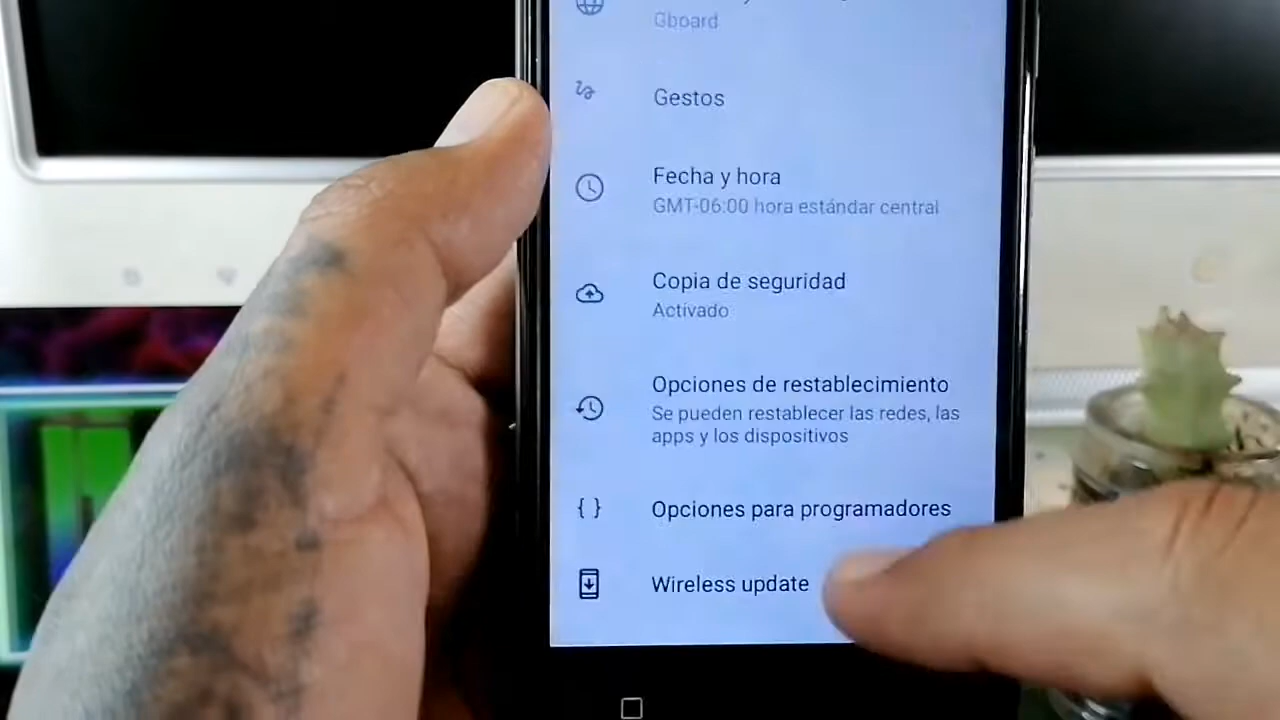 Gboard
Gestos
Fecha y hora
GMT-06:00 hora estándar central
Copia de seguridad
Activado
Opciones de restablecimiento
Se pueden restablecer las redes, las
apps y los dispositivos
{ } Opciones para programadores
Wireless update